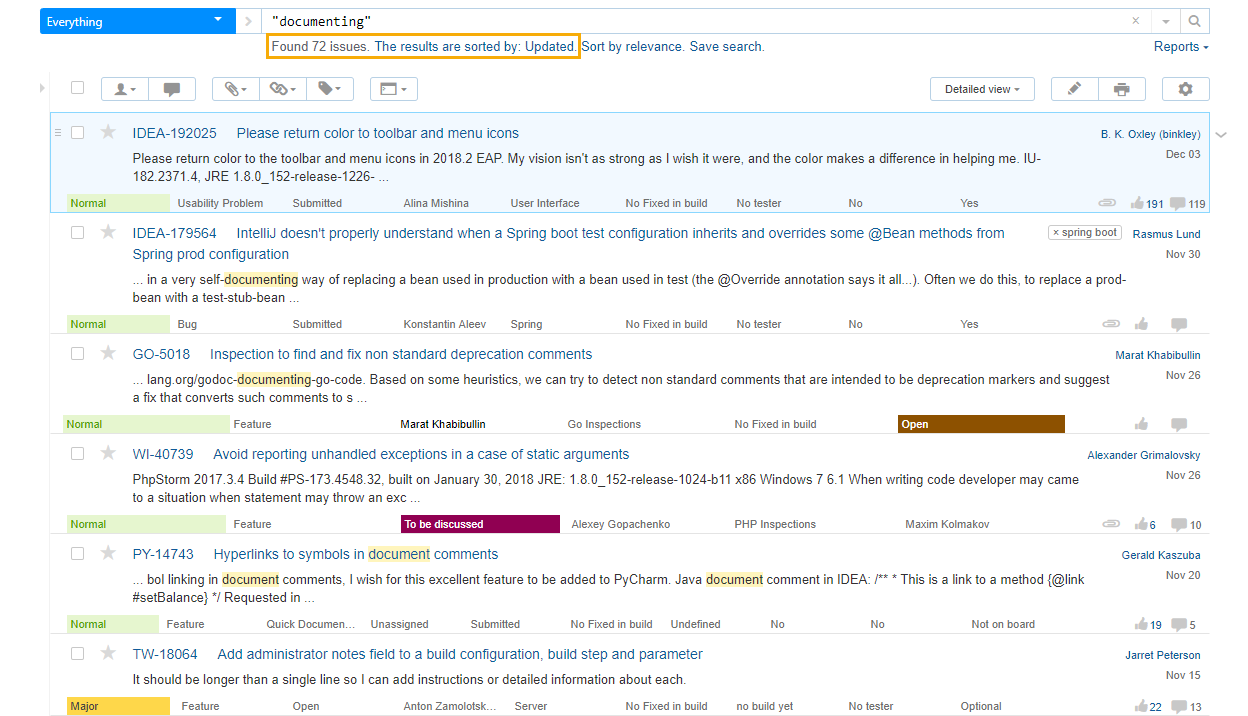 Everything
"documenting"
Found 72 issues. The results are sorted by: Updated. Sort by relevance. Save search.
Reports
Detailed view
IDEA-192025 Please return color to toolbar and menu icons B. K. Oxley (binkley)
Dec 03
Please return color to the toolbar and menu icons in 2018.2 EAP. My vision isn't as strong as I wish it were, and the color makes a difference in helping me. IU-
182.2371.4, JRE 1.8.0_152-release-1226- ...
Normal Usability Problem Submitted Alina Mishina User Interface No Fixed in build No tester No Yes 191 119
IDEA-179564 IntelliJ doesn't properly understand when a Spring boot test configuration inherits and overrides some @Bean methods from × spring boot Rasmus Lund
Spring prod configuration Nov 30
... in a very self-documenting way of replacing a bean used in production with a bean used in test (the @Override annotation says it all...). Often we do this, to replace a prod-
bean with a test-stub-bean ...
Normal Bug Submitted Konstantin Aleev Spring No Fixed in build No tester No Yes
GO-5018 Inspection to find and fix non standard deprecation comments Marat Khabibullin
Nov 26
... lang.org/godoc-documenting-go-code. Based on some heuristics, we can try to detect non standard comments that are intended to be deprecation markers and suggest
a fix that converts such comments to s ...
Normal Feature Marat Khabibullin Go Inspections No Fixed in build Open
WI-40739 Avoid reporting unhandled exceptions in a case of static arguments Alexander Grimalovsky
Nov 26
PhpStorm 2017.3.4 Build #PS-173.4548.32, built on January 30, 2018 JRE: 1.8.0_152-release-1024-b11 x86 Windows 7 6.1 When writing code developer may came
to a situation when statement may throw an exc ...
Normal Feature To be discussed Alexey Gopachenko PHP Inspections Maxim Kolmakov 6 10
PY-14743 Hyperlinks to symbols in document comments Gerald Kaszuba
Nov 20
... bol linking in document comments, I wish for this excellent feature to be added to PyCharm. Java document comment in IDEA: /** * This is a link to a method {@link
#setBalance} */ Requested in ...
Normal Feature Quick Documen... Unassigned Submitted No Fixed in build Undefined No No Not on board 19 5
TW-18064 Add administrator notes field to a build configuration, build step and parameter Jarret Peterson
Nov 15
It should be longer than a single line so I can add instructions or detailed information about each.
Major Feature Open Anton Zamolotsk... Server No Fixed in build no build yet No tester Optional 22 13